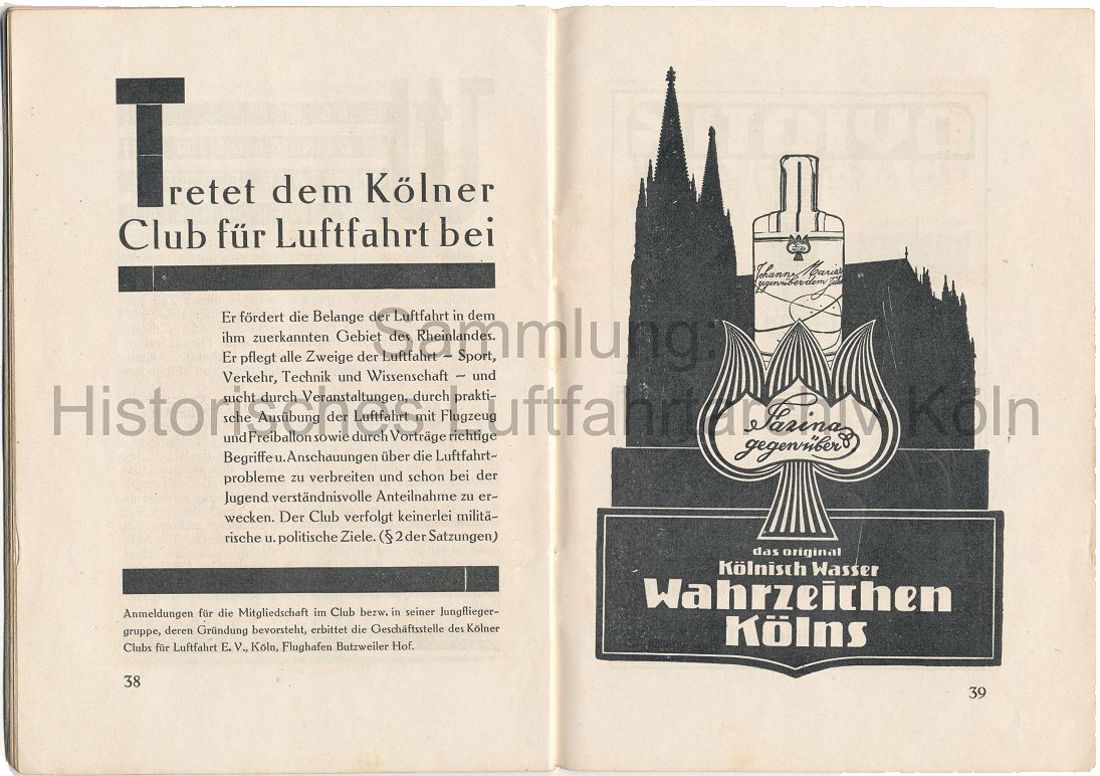 Tretet dem Kölner
Club für Luftfahrt bei
Er fördert die Belange der Luftfahrt in dem
ihm zuerkannten Gebiet des Rheinlandes.
Er pflegt alle Zweige der Luftfahrt – Sport,
Verkehr, Technik und Wissenschaft – und
sucht durch Veranstaltungen, durch prakti-
sche Ausübung der Luftfahrt mit Flugzeug
und Freiballon sowie durch Vorträge richtige
Begriffe u. Anschauungen über die Luftfahrt-
probleme zu verbreiten und schon bei der
Jugend verständnisvolle Anteilnahme zu er-
wecken. Der Club verfolgt keinerlei militä-
rische u. politische Ziele. (§ 2 der Satzungen)
Anmeldungen für die Mitgliedschaft im Club bezw. in seiner Jungflieger-
gruppe, deren Gründung bevorsteht, erbittet die Geschäftsstelle des Kölner
Clubs für Luftfahrt E. V., Köln, Flughafen Butzweiler Hof.
38
Johann Maria
gegenüber dem
Farina
gegenüber
das original
Kölnisch Wasser
Wahrzeichen
Kölns
39
Sammlung:
Historisches Luftfahrtarchiv Köln